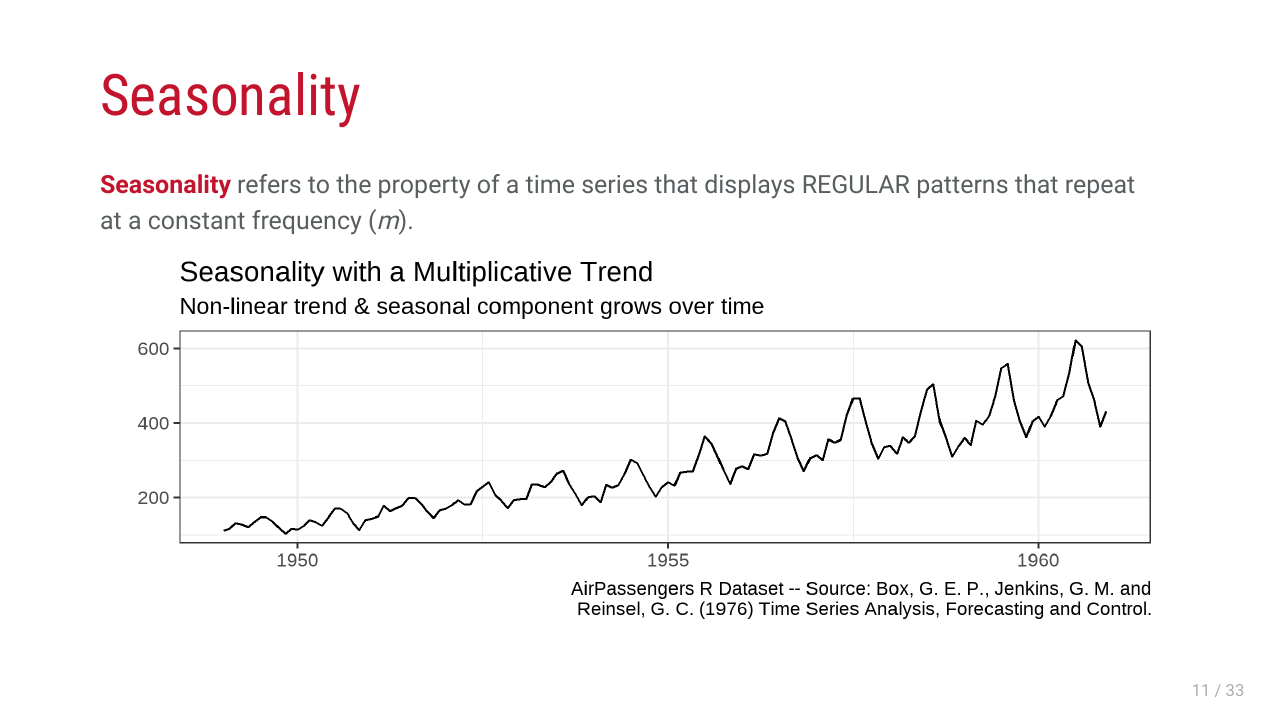 Seasonality
Seasonality refers to the property of a time series that displays REGULAR patterns that repeat
at a constant frequency (m).
Seasonality with a Multiplicative Trend
Non-linear trend & seasonal component grows over time
600
400
200
1950 1955 1960
AirPassengers R Dataset -- Source: Box, G. E. P., Jenkins, G. M. and
Reinsel, G. C. (1976) Time Series Analysis, Forecasting and Control.
11 / 33